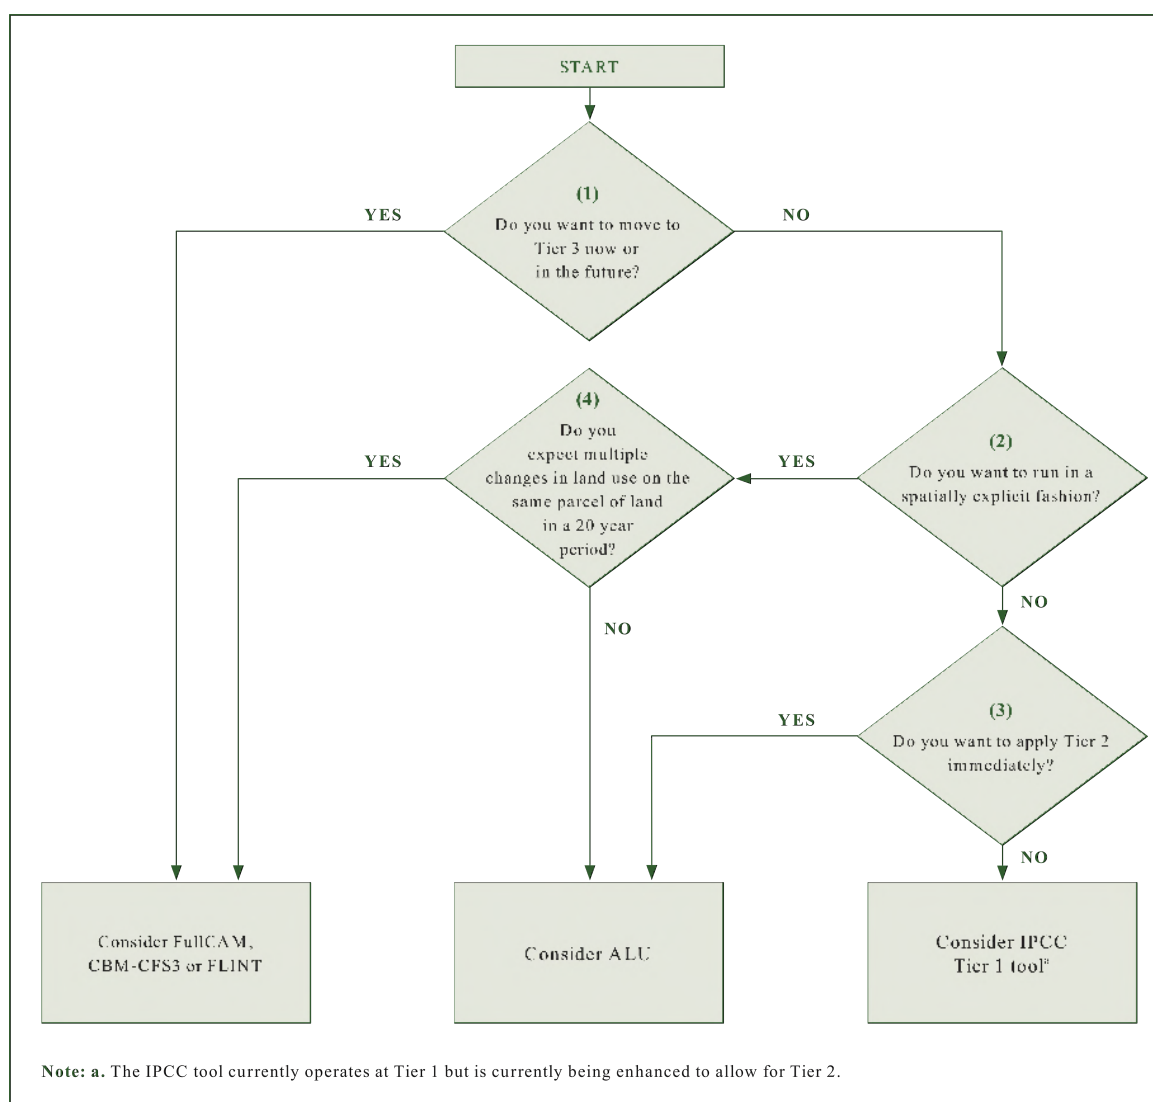 START
(1)
Do you want to move to
Tier 3 now or
in the future?
YES
NO
(4)
Do you
expect multiple
changes in land use on the
same parcel of land
in a 20 year
period?
YES
YES
(2)
Do you want to run in a
spatially explicit fashion?
NO
NO
(3)
Do you want to apply Tier 2
immediately?
YES
NO
Consider FullCAM,
CBM-CFS3 or FLINT
Consider ALU
Consider IPCC
Tier 1 toolᵃ
Note: a. The IPCC tool currently operates at Tier 1 but is currently being enhanced to allow for Tier 2.